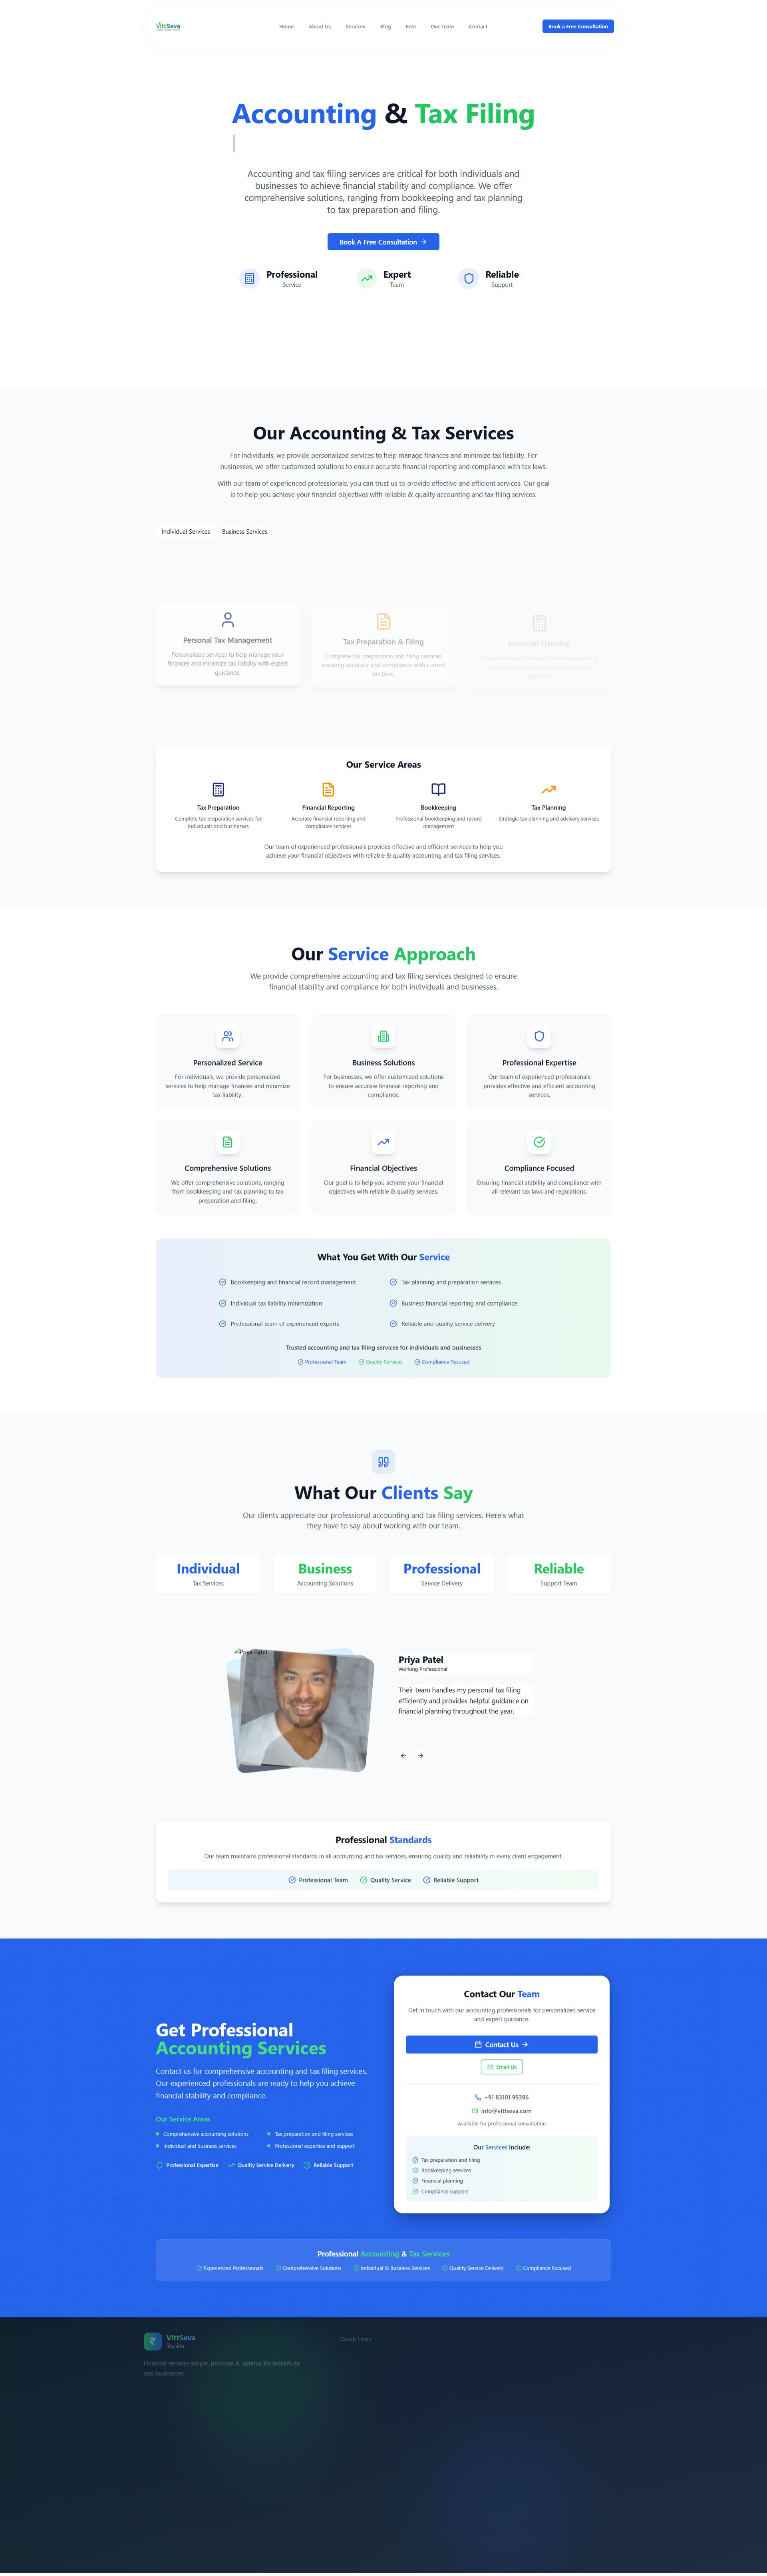 VittSeva
Home About Us Services Blog Free Our Team Contact
Book a Free Consultation
Accounting & Tax Filing
Accounting and tax filing services are critical for both individuals and
businesses to achieve financial stability and compliance. We offer
comprehensive solutions, ranging from bookkeeping and tax planning
to tax preparation and filing.
Book A Free Consultation
Professional
Service
Expert
Team
Reliable
Support
Our Accounting & Tax Services
For individuals, we provide personalized services to help manage finances and minimize tax liability. For
businesses, we offer customized solutions to ensure accurate financial reporting and compliance with tax laws.
With our team of experienced professionals, you can trust us to provide effective and efficient services. Our goal
is to help you achieve your financial objectives with reliable & quality accounting and tax filing services.
Individual Services Business Services
Personal Tax Management
Personalized services to help manage your
finances and minimize tax liability with expert
guidance.
Tax Preparation & Filing
Complete tax preparation and filing services
ensuring accuracy and compliance with current
tax laws.
Financial Planning
Our Service Areas
Tax Preparation
Complete tax preparation services for
individuals and businesses
Financial Reporting
Accurate financial reporting and
compliance services
Bookkeeping
Professional bookkeeping and record
management
Tax Planning
Strategic tax planning and advisory services
Our team of experienced professionals provides effective and efficient services to help you
achieve your financial objectives with reliable & quality accounting and tax filing services.
Our Service Approach
We provide comprehensive accounting and tax filing services designed to ensure
financial stability and compliance for both individuals and businesses.
Personalized Service
For individuals, we provide personalized
services to help manage finances and minimize
tax liability.
Business Solutions
For businesses, we offer customized solutions
to ensure accurate financial reporting and
compliance.
Professional Expertise
Our team of experienced professionals
provides effective and efficient accounting
services.
Comprehensive Solutions
We offer comprehensive solutions, ranging
from bookkeeping and tax planning to tax
preparation and filing.
Financial Objectives
Our goal is to help you achieve your financial
objectives with reliable & quality services.
Compliance Focused
Ensuring financial stability and compliance with
all relevant tax laws and regulations.
What You Get With Our Service
Bookkeeping and financial record management
Tax planning and preparation services
Individual tax liability minimization
Business financial reporting and compliance
Professional team of experienced experts
Reliable and quality service delivery
Trusted accounting and tax filing services for individuals and businesses
Professional Team Quality Services Compliance Focused
What Our Clients Say
Our clients appreciate our professional accounting and tax filing services. Here's what
they have to say about working with our team.
Individual
Tax Services
Business
Accounting Solutions
Professional
Service Delivery
Reliable
Support Team
Priya Patel
Priya Patel
Working Professional
Their team handles my personal tax filing
efficiently and provides helpful guidance on
financial planning throughout the year.
Professional Standards
Our team maintains professional standards in all accounting and tax services, ensuring quality and reliability in every client engagement.
Professional Team Quality Service Reliable Support
Get Professional
Accounting Services
Contact us for comprehensive accounting and tax filing services.
Our experienced professionals are ready to help you achieve
financial stability and compliance.
Our Service Areas
Comprehensive accounting solutions
Tax preparation and filing services
Individual and business services
Professional expertise and support
Professional Expertise Quality Service Delivery Reliable Support
Contact Our Team
Get in touch with our accounting professionals for personalized service
and expert guidance.
Contact Us
Email Us
+91 83101 99396
info@vittseva.com
Available for professional consultation
Our Services Include:
Tax preparation and filing
Bookkeeping services
Financial planning
Compliance support
Professional Accounting & Tax Services
Experienced Professionals Comprehensive Solutions Individual & Business Services Quality Service Delivery Compliance Focused
₹
VittSeva
वित्त सेवा
Financial services simple, personal & optimal for individuals
and businesses.
Quick Links